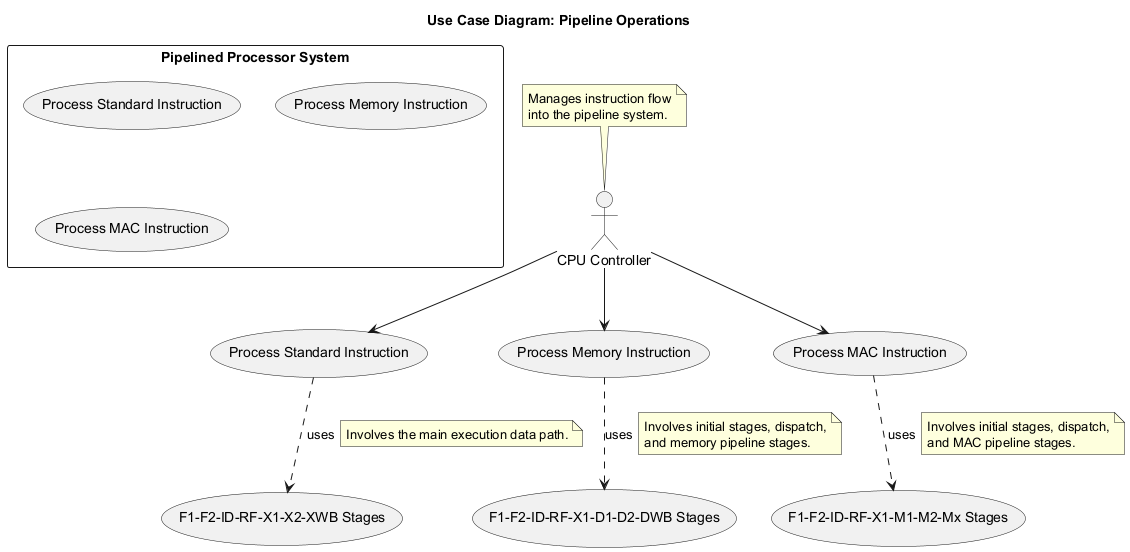 Use Case Diagram: Pipeline Operations
Pipelined Processor System
Process Standard Instruction
Process Memory Instruction
Process MAC Instruction
Manages instruction flow
into the pipeline system.
CPU Controller
Process Standard Instruction
Process Memory Instruction
Process MAC Instruction
uses
Involves the main execution data path.
uses
Involves initial stages, dispatch,
and memory pipeline stages.
uses
Involves initial stages, dispatch,
and MAC pipeline stages.
F1-F2-ID-RF-X1-X2-XWB Stages
F1-F2-ID-RF-X1-D1-D2-DWB Stages
F1-F2-ID-RF-X1-M1-M2-Mx Stages